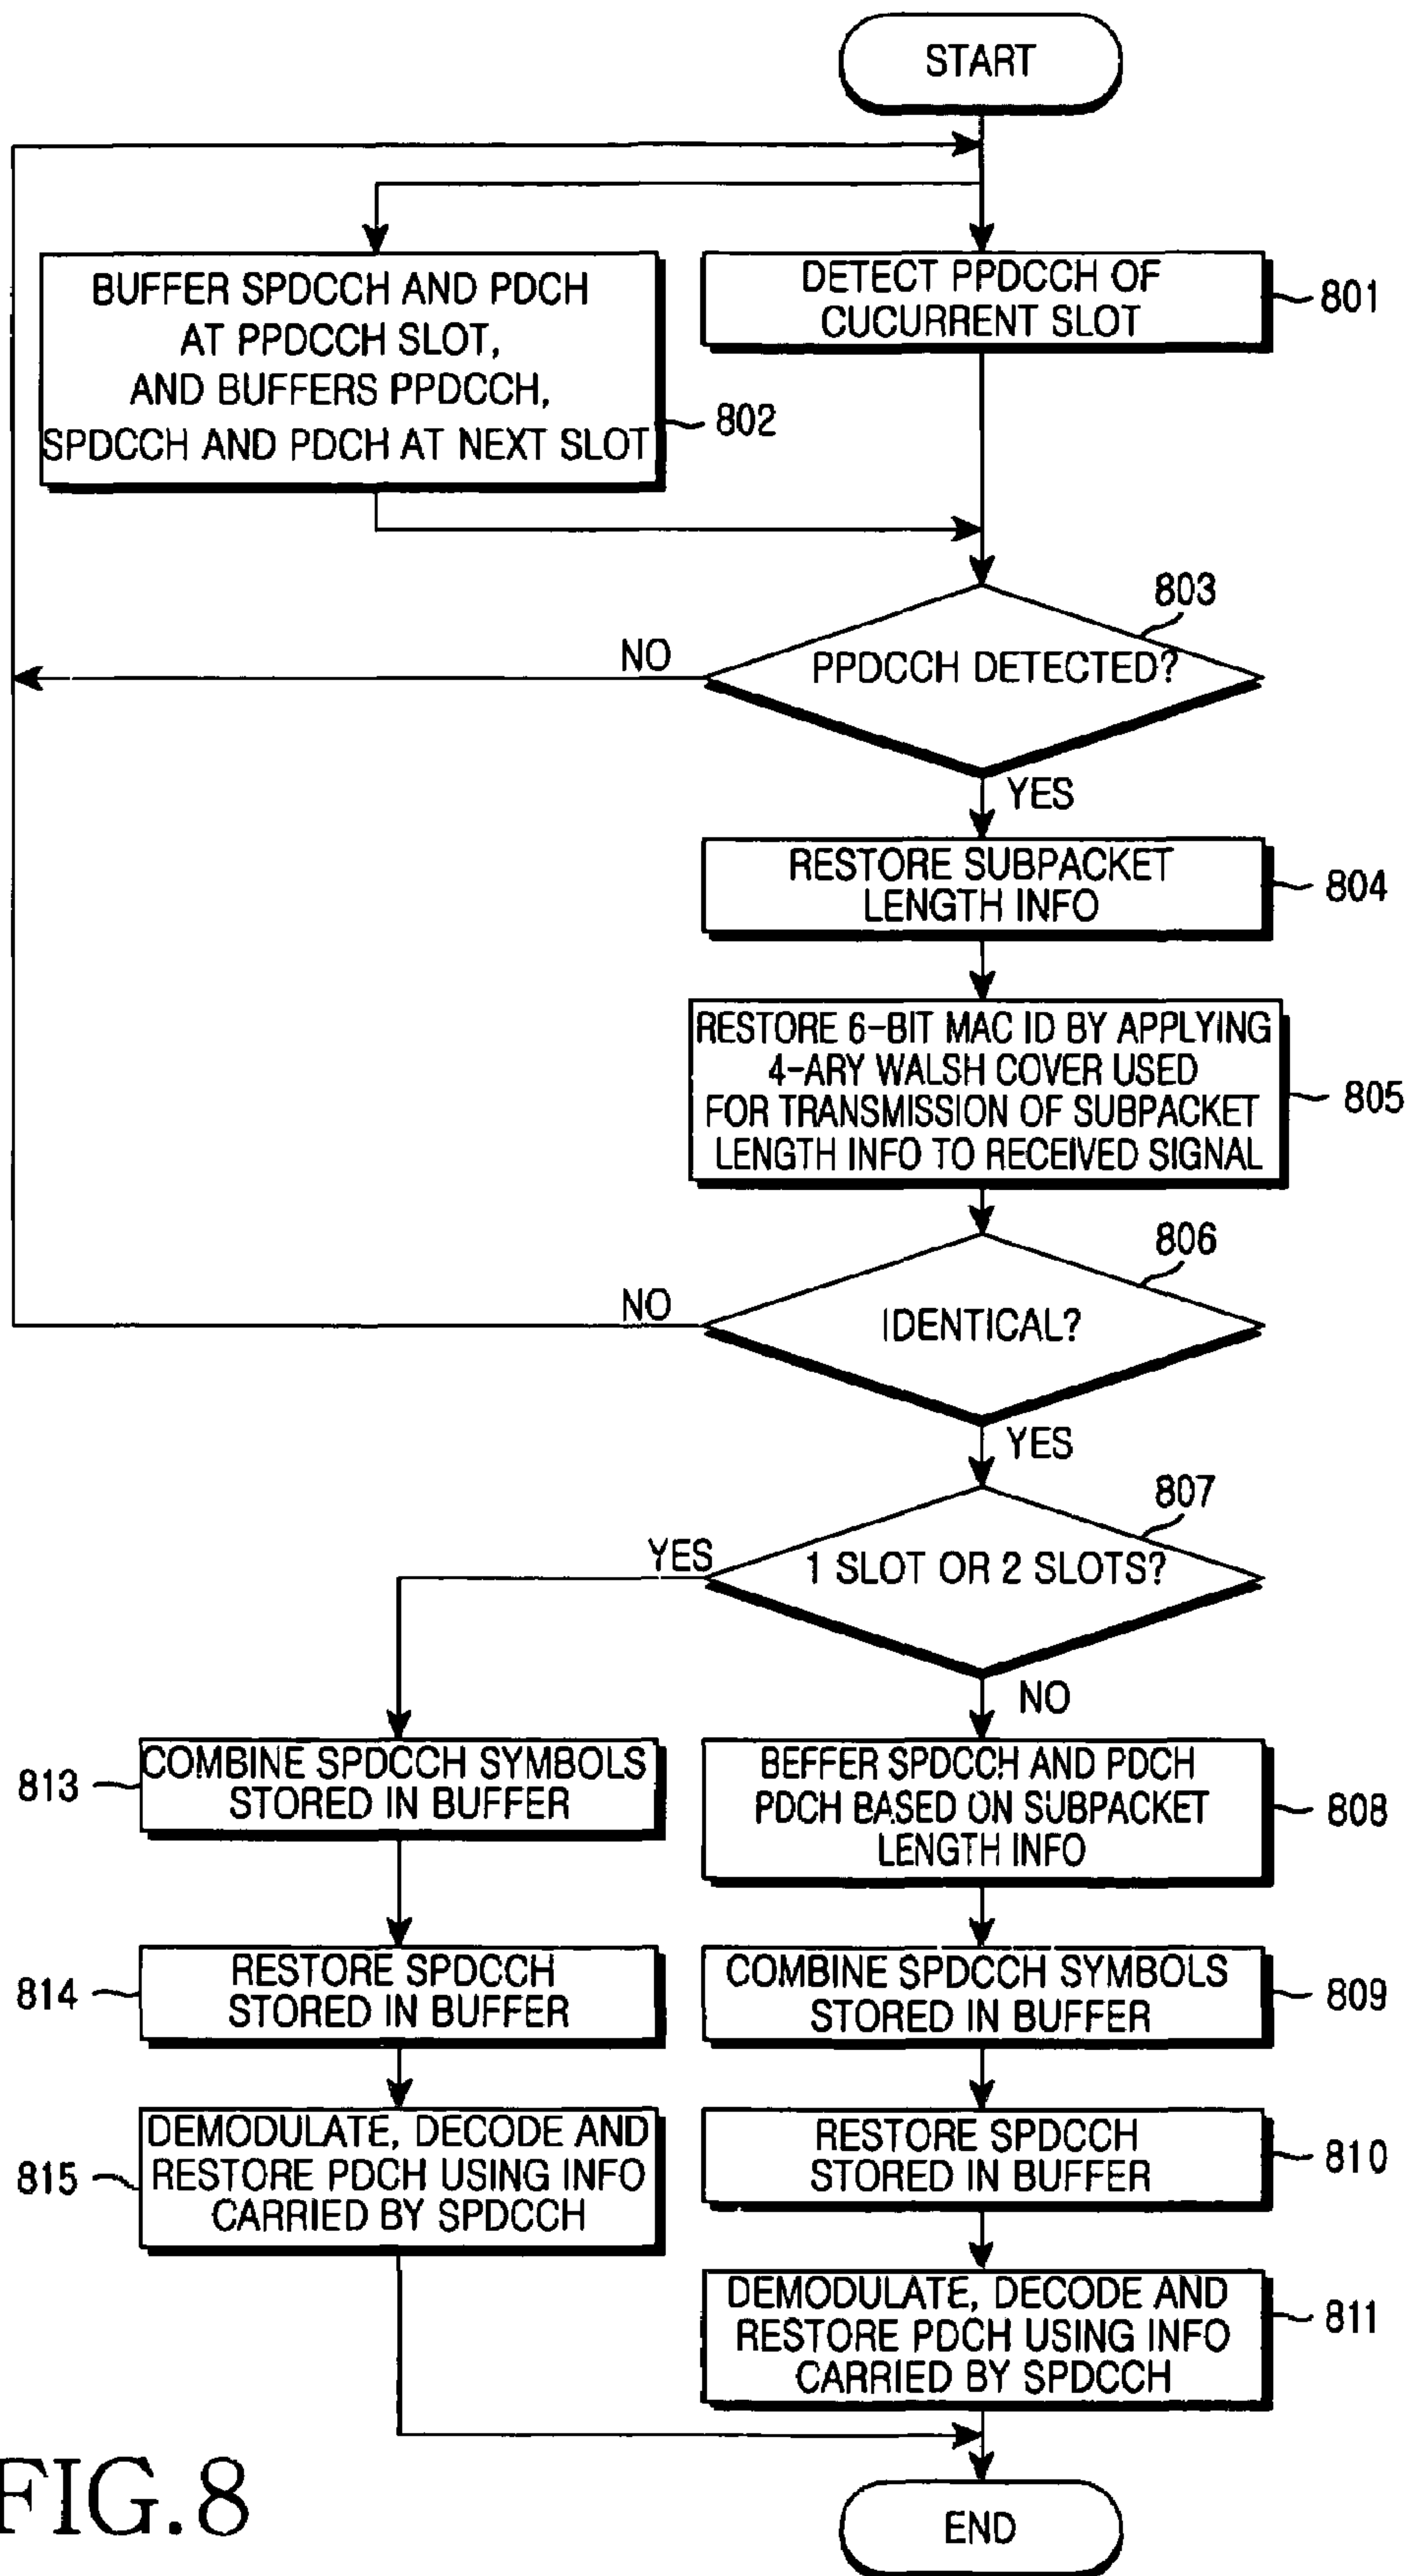 START
BUFFER SPDCCH AND PDCH
AT PPDCCH SLOT,
AND BUFFERS PPDCCH,
SPDCCH AND PDCH AT NEXT SLOT
802
DETECT PPDCCH OF
CUCURRENT SLOT
801
803
PPDCCH DETECTED?
NO
YES
RESTORE SUBPACKET
LENGTH INFO
804
RESTORE 6-BIT MAC ID BY APPLYING
4-ARY WALSH COVER USED
FOR TRANSMISSION OF SUBPACKET
LENGTH INFO TO RECEIVED SIGNAL
805
806
IDENTICAL?
NO
YES
807
1 SLOT OR 2 SLOTS?
YES
NO
813
COMBINE SPDCCH SYMBOLS
STORED IN BUFFER
BEFFER SPDCCH AND PDCH
PDCH BASED ON SUBPACKET
LENGTH INFO
808
814
RESTORE SPDCCH
STORED IN BUFFER
COMBINE SPDCCH SYMBOLS
STORED IN BUFFER
809
815
DEMODULATE, DECODE AND
RESTORE PDCH USING INFO
CARRIED BY SPDCCH
RESTORE SPDCCH
STORED IN BUFFER
810
DEMODULATE, DECODE AND
RESTORE PDCH USING INFO
CARRIED BY SPDCCH
811
END
FIG.8